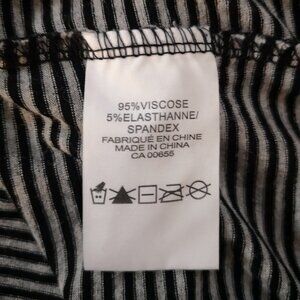 95%VISCOSE
5%ELASTHANNE/
SPANDEX
FABRIQUÉ EN CHINE
MADE IN CHINA
CA 00655